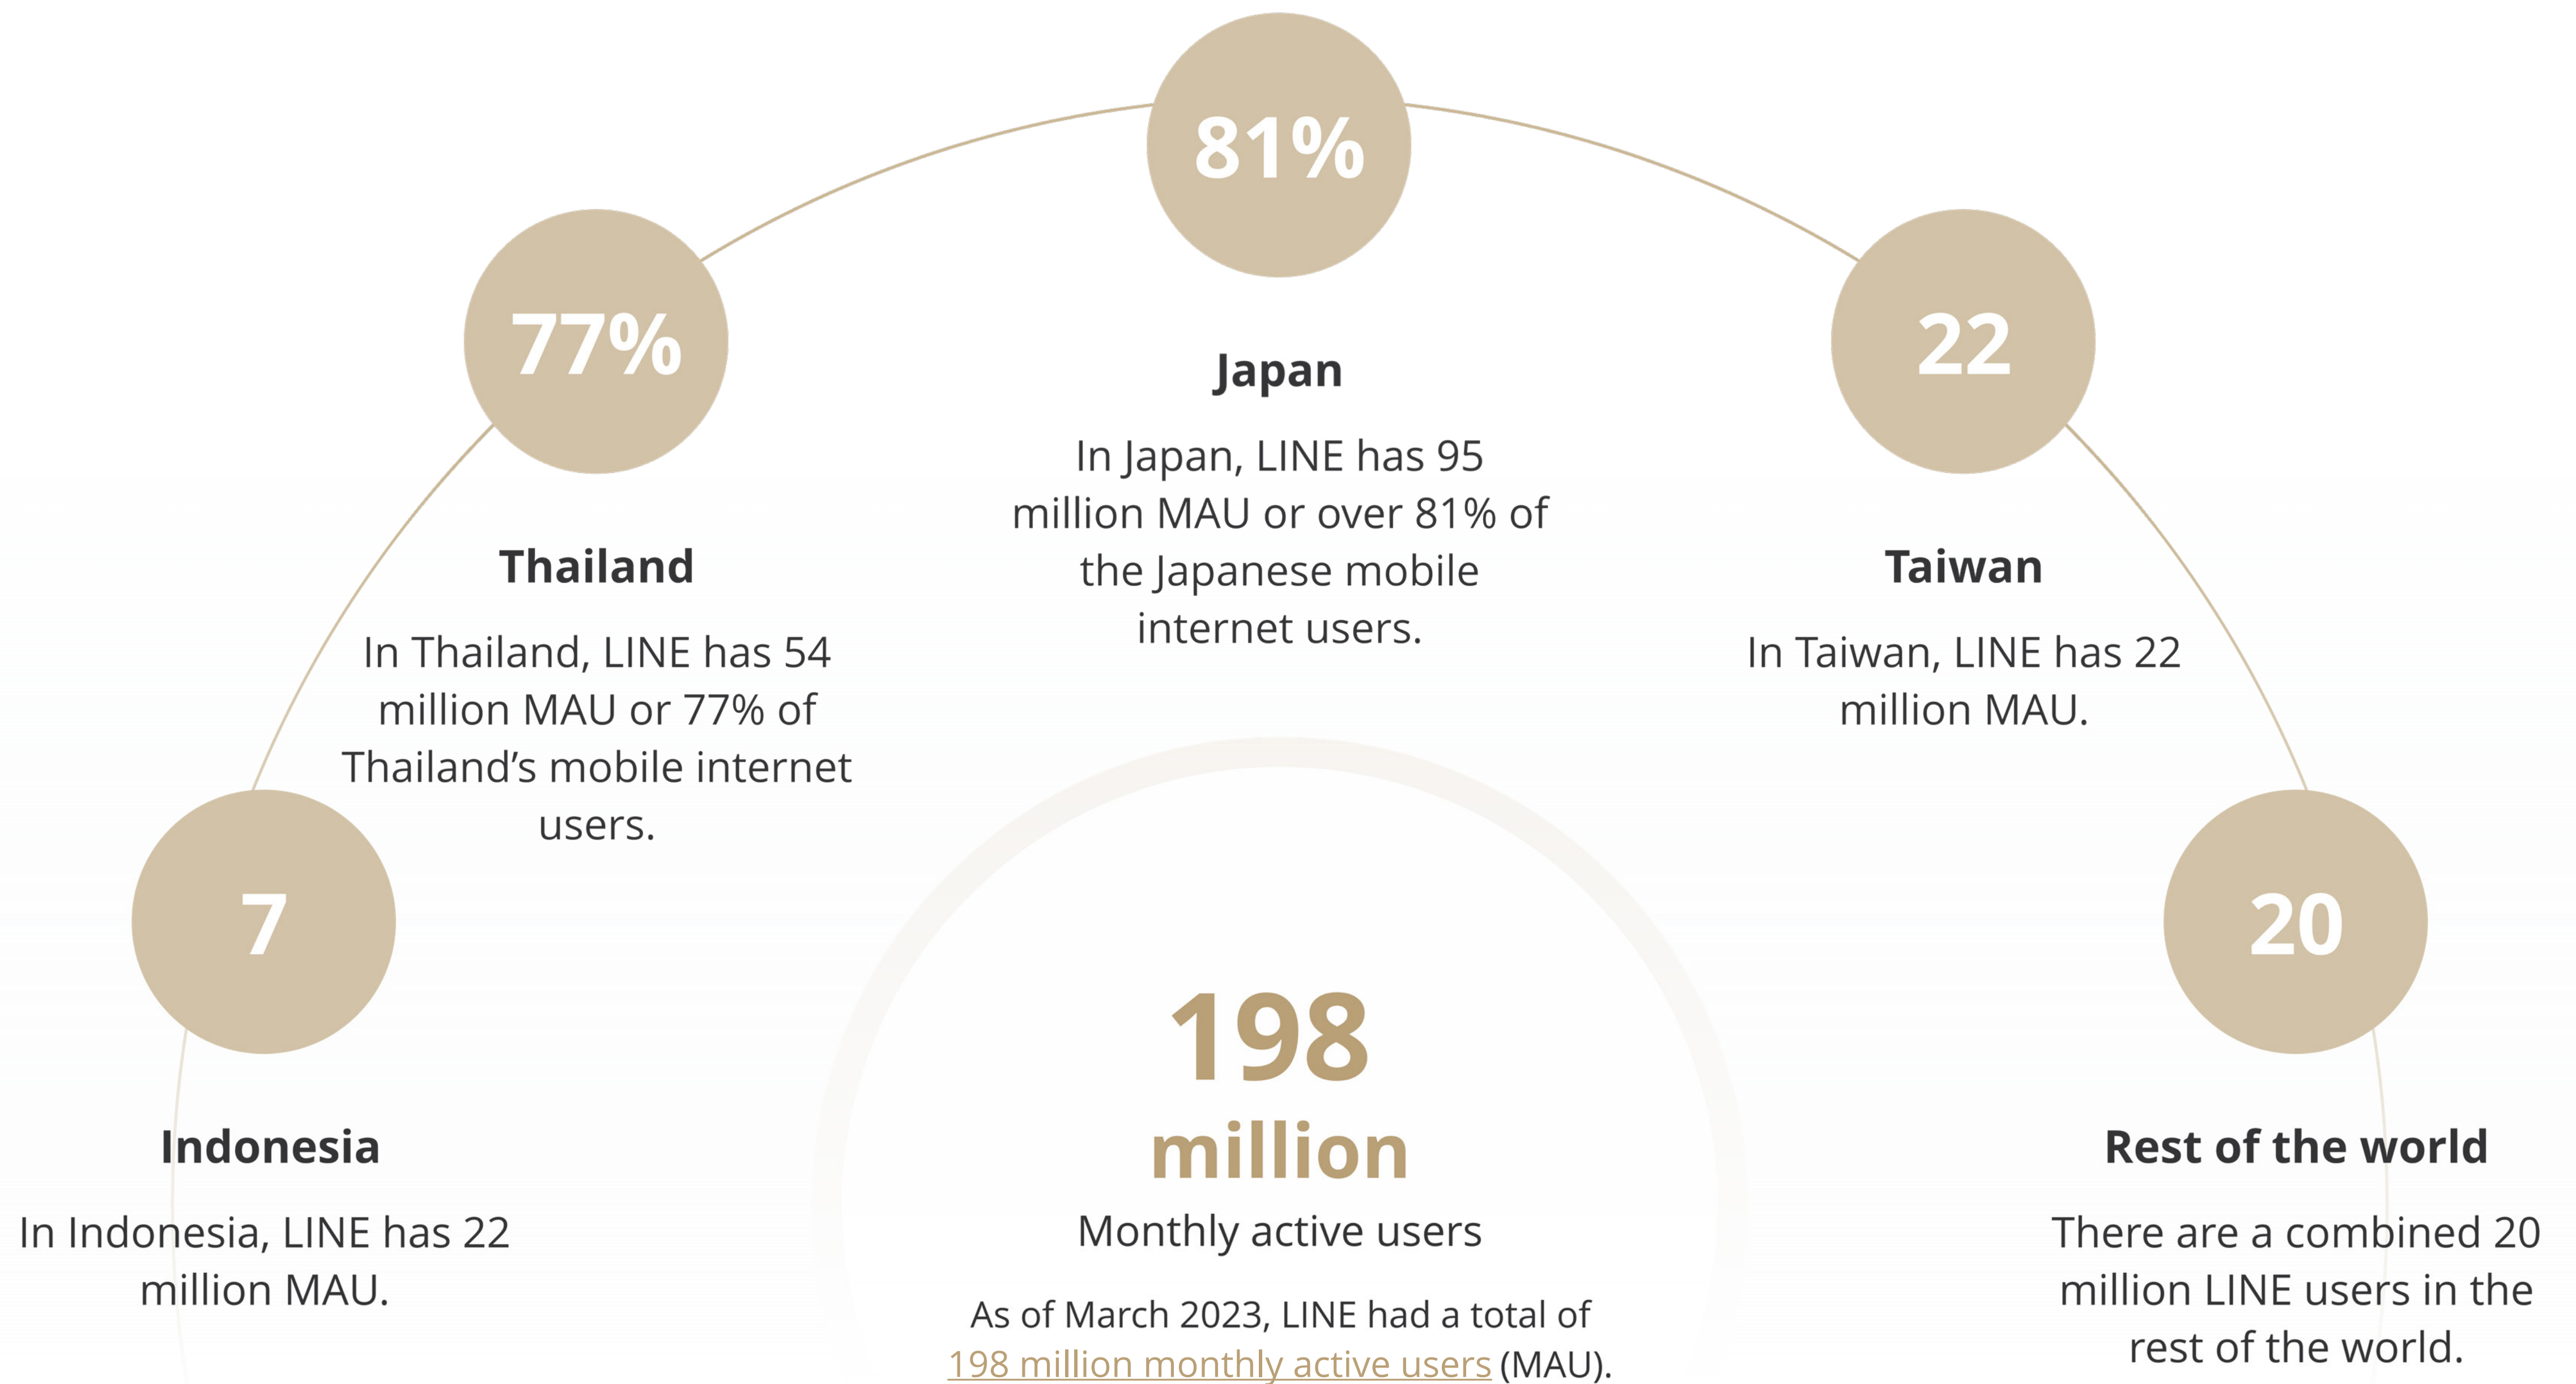 81%
Japan
In Japan, LINE has 95
million MAU or over 81% of
the Japanese mobile
internet users.
77%
Thailand
In Thailand, LINE has 54
million MAU or 77% of
Thailand’s mobile internet
users.
22
Taiwan
In Taiwan, LINE has 22
million MAU.
7
Indonesia
In Indonesia, LINE has 22
million MAU.
198
million
Monthly active users
As of March 2023, LINE had a total of
198 million monthly active users (MAU).
20
Rest of the world
There are a combined 20
million LINE users in the
rest of the world.